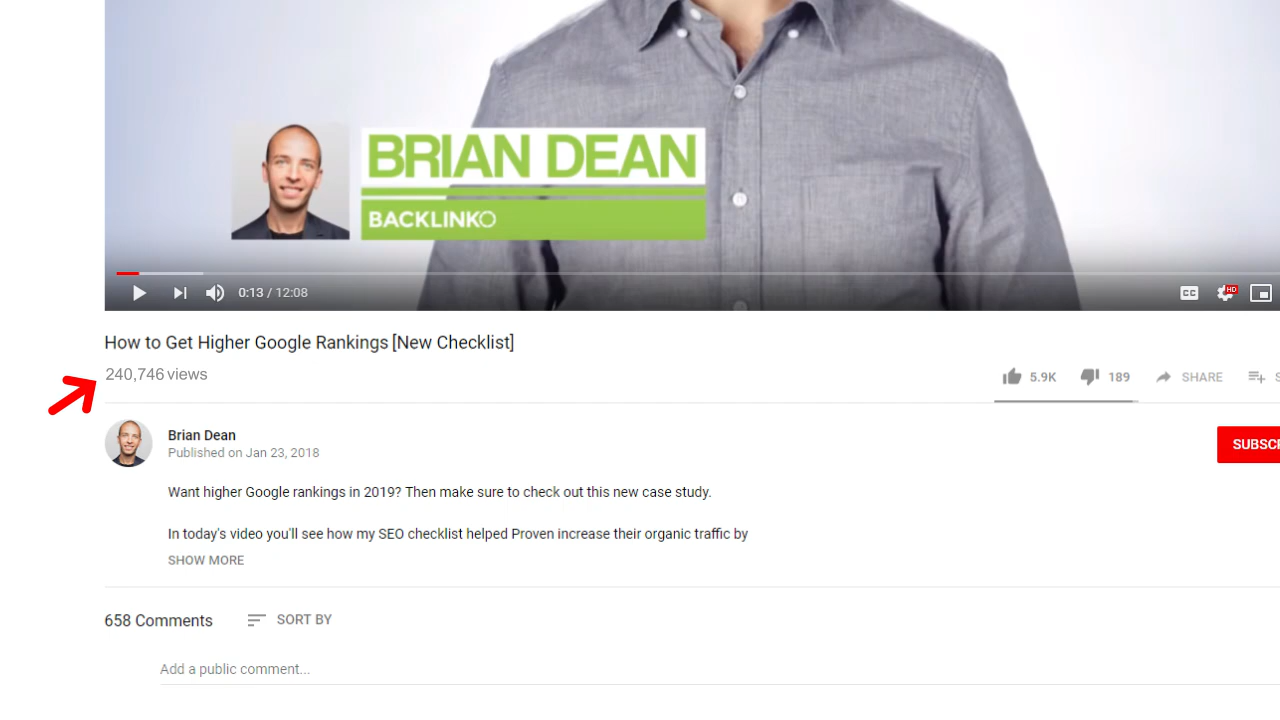 BRIAN DEAN
BACKLINKO
0:13 / 12:08
CC
HD
How to Get Higher Google Rankings [New Checklist]
240,746 views
5.9K
189
SHARE
S
Brian Dean
Published on Jan 23, 2018
SUBSC
Want higher Google rankings in 2019? Then make sure to check out this new case study.
In today's video you'll see how my SEO checklist helped Proven increase their organic traffic by
SHOW MORE
658 Comments
SORT BY
Add a public comment...